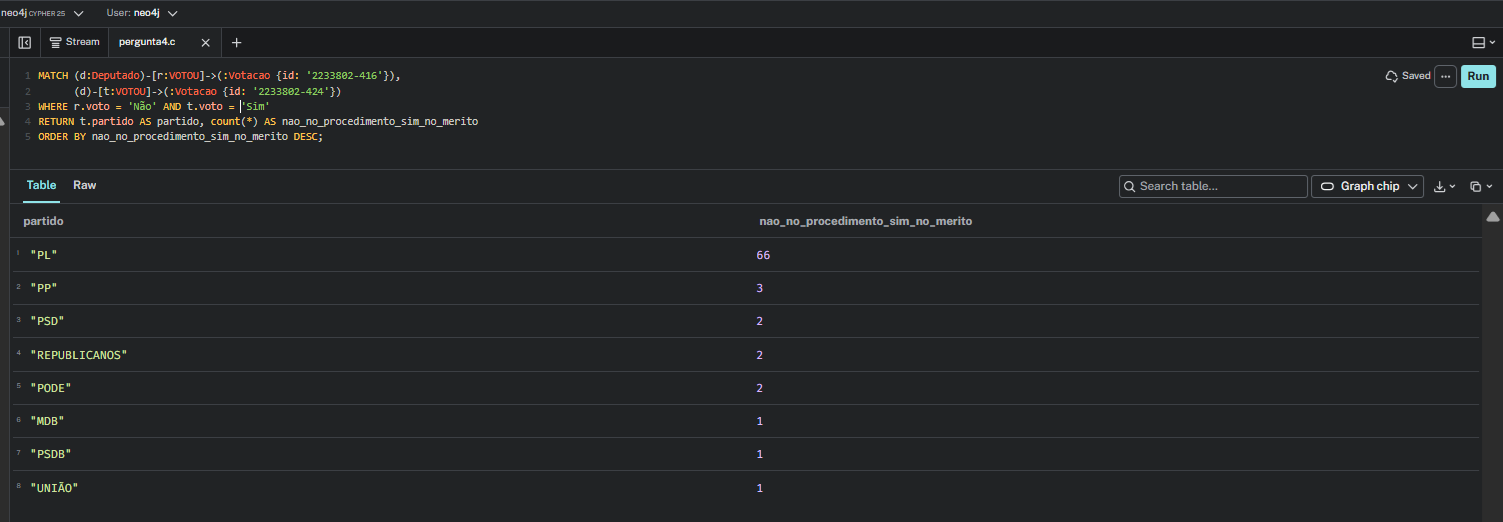 neo4j CYPHER 25 User: neo4j
Stream pergunta4.c
1 MATCH (d:Deputado)-[r:VOTOU]->(:Votacao {id: '2233802-416'}),
2 (d)-[t:VOTOU]->(:Votacao {id: '2233802-424'})
3 WHERE r.voto = 'Não' AND t.voto = 'Sim'
4 RETURN t.partido AS partido, count(*) AS nao_no_procedimento_sim_no_merito
5 ORDER BY nao_no_procedimento_sim_no_merito DESC;
Saved ... Run
Table Raw
Search table... Graph chip
partido nao_no_procedimento_sim_no_merito
1 "PL" 66
2 "PP" 3
3 "PSD" 2
4 "REPUBLICANOS" 2
5 "PODE" 2
6 "MDB" 1
7 "PSDB" 1
8 "UNIÃO" 1